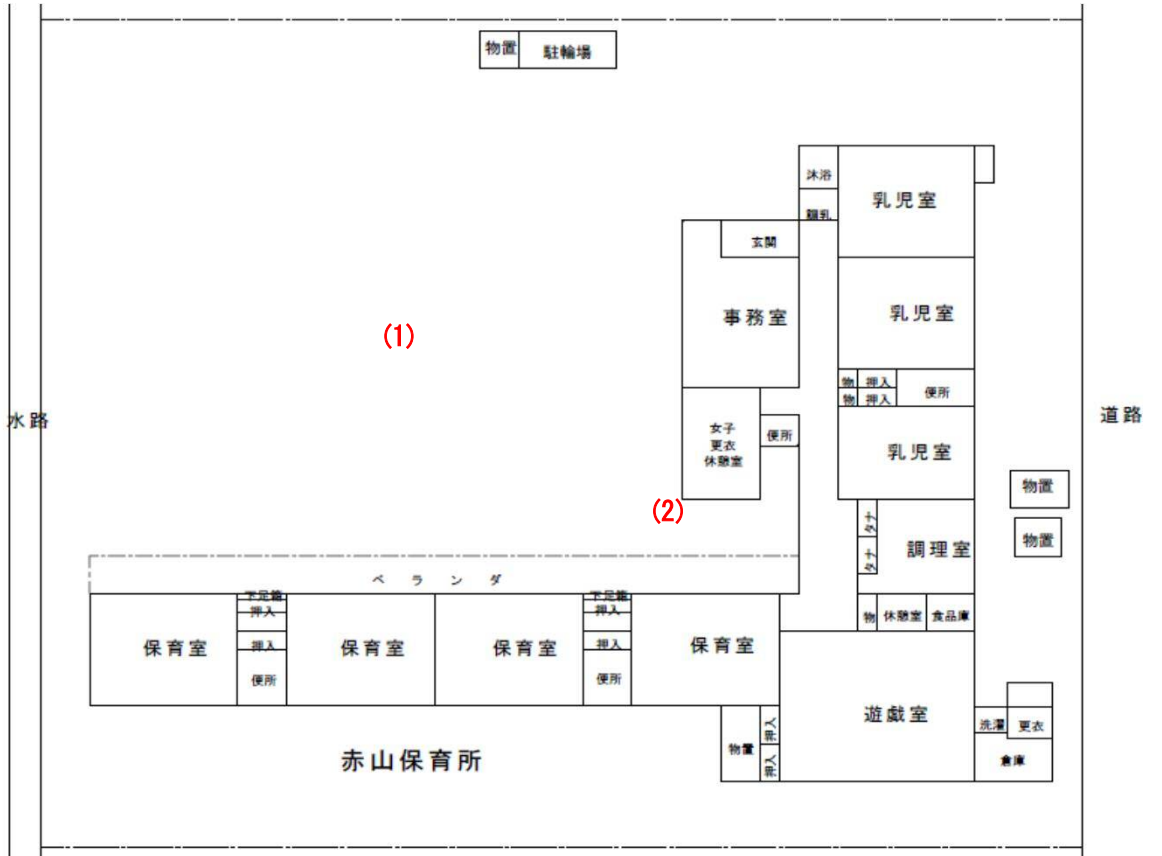 物置 駐輪場
沐浴
調乳
乳児室
玄関
事務室
乳児室
(1)
物 押入
物 押入
便所
水路
道路
女子
更衣
休憩室
便所
乳児室
物置
物置
(2)
タナ
タナ
調理室
ベランダ
下足箱
押入
押入
便所
下足箱
押入
押入
便所
物 休憩室 食品庫
保育室
保育室
保育室
保育室
遊戯室
洗濯 更衣
倉庫
物置
押入
押入
赤山保育所